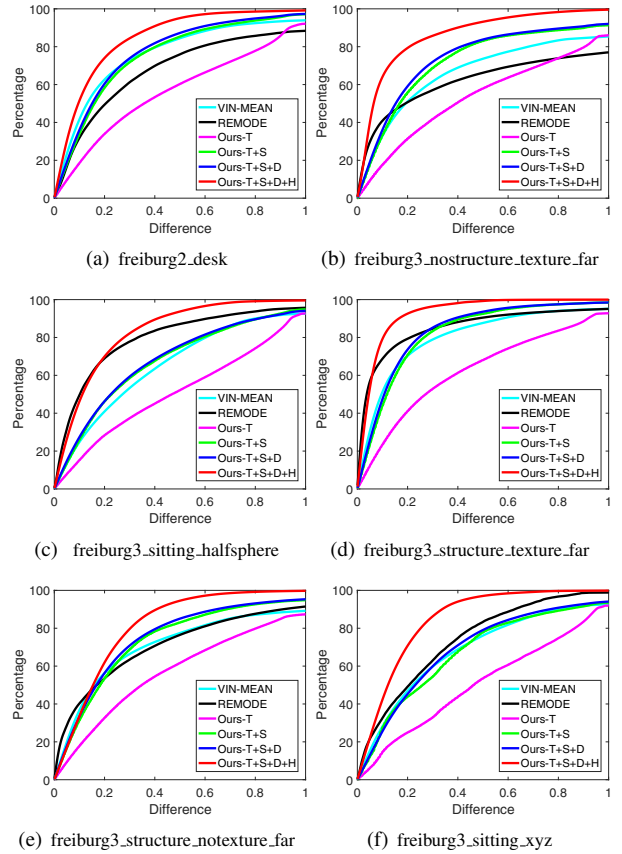 100
80
60
40
20
0
Percentage
0 0.2 0.4 0.6 0.8 1
Difference
VIN-MEAN
REMODE
Ours-T
Ours-T+S
Ours-T+S+D
Ours-T+S+D+H
(a) freiburg2_desk
100
80
60
40
20
0
Percentage
0 0.2 0.4 0.6 0.8 1
Difference
VIN-MEAN
REMODE
Ours-T
Ours-T+S
Ours-T+S+D
Ours-T+S+D+H
(b) freiburg3_nostructure_texture_far
100
80
60
40
20
0
Percentage
0 0.2 0.4 0.6 0.8 1
Difference
VIN-MEAN
REMODE
Ours-T
Ours-T+S
Ours-T+S+D
Ours-T+S+D+H
(c) freiburg3_sitting_halfsphere
100
80
60
40
20
0
Percentage
0 0.2 0.4 0.6 0.8 1
Difference
VIN-MEAN
REMODE
Ours-T
Ours-T+S
Ours-T+S+D
Ours-T+S+D+H
(d) freiburg3_structure_texture_far
100
80
60
40
20
0
Percentage
0 0.2 0.4 0.6 0.8 1
Difference
VIN-MEAN
REMODE
Ours-T
Ours-T+S
Ours-T+S+D
Ours-T+S+D+H
(e) freiburg3_structure_notexture_far
100
80
60
40
20
0
Percentage
0 0.2 0.4 0.6 0.8 1
Difference
VIN-MEAN
REMODE
Ours-T
Ours-T+S
Ours-T+S+D
Ours-T+S+D+H
(f) freiburg3_sitting_xyz